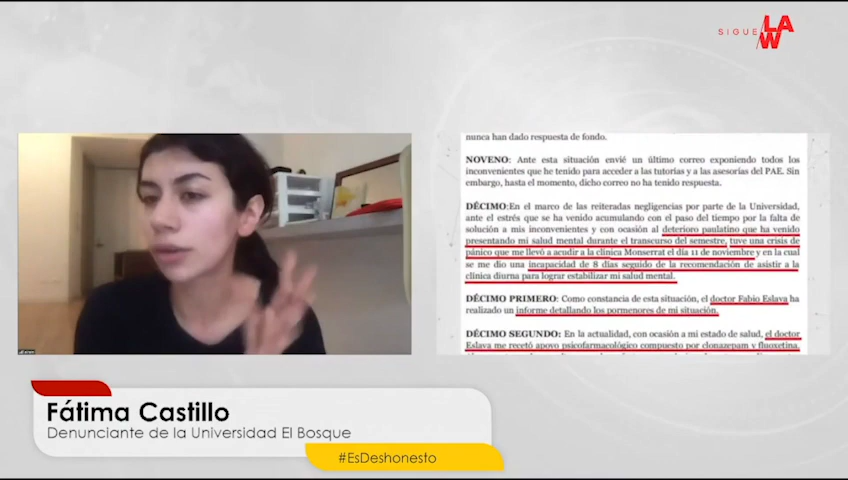 SIGUE LA W
nunca han dado respuesta de fondo.
NOVENO: Ante esta situación envié un último correo exponiendo todos los
inconvenientes que he tenido para acceder a las tutorías y a las asesorías del PAE. Sin
embargo, hasta el momento, dicho correo no ha tenido respuesta.
DÉCIMO:En el marco de las reiteradas negligencias por parte de la Universidad,
ante el estrés que se ha venido acumulando con el paso del tiempo por la falta de
solución a mis inconvenientes y con ocasión al deterioro paulatino que ha venido
presentando mi salud mental durante el transcurso del semestre, tuve una crisis de
pánico que me llevó a acudir a la clínica Monserrat el día 11 de noviembre y en la cual
se me dio una incapacidad de 8 días seguido de la recomendación de asistir a la
clínica diurna para lograr estabilizar mi salud mental.
DÉCIMO PRIMERO: Como constancia de esta situación, el doctor Fabio Eslava ha
realizado un informe detallando los pormenores de mi situación.
DÉCIMO SEGUNDO: En la actualidad, con ocasión a mi estado de salud, el doctor
Eslava me recetó apoyo psicofarmacológico compuesto por clonazepam y fluoxetina.
Fátima Castillo
Denunciante de la Universidad El Bosque
#EsDeshonesto